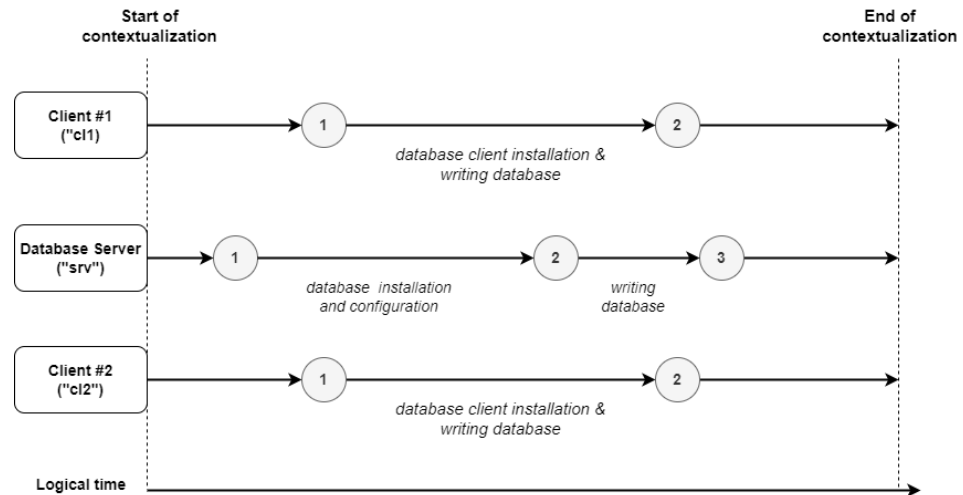 Start of
contextualization
End of
contextualization
Client #1
("cl1)
1
2
database client installation &
writing database
Database Server
("srv")
1
2
3
database  installation
and configuration
writing
database
Client #2
("cl2")
1
2
database client installation &
writing database
Logical time